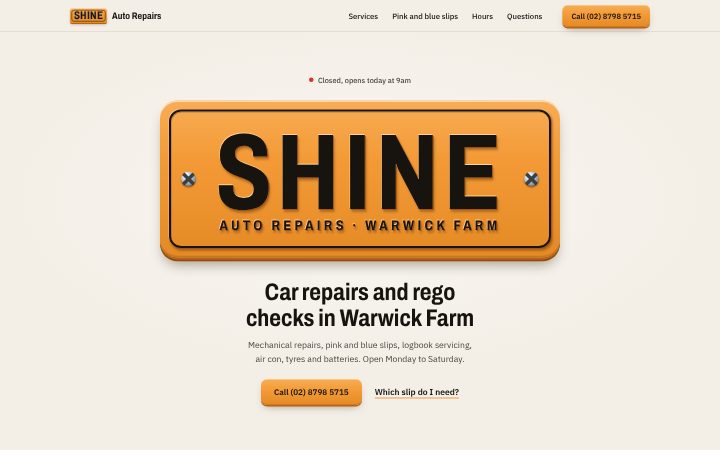 SHINE Auto Repairs
Services Pink and blue slips Hours Questions Call (02) 8798 5715
Closed, opens today at 9am
SHINE
AUTO REPAIRS · WARWICK FARM
Car repairs and rego
checks in Warwick Farm
Mechanical repairs, pink and blue slips, logbook servicing,
air con, tyres and batteries. Open Monday to Saturday.
Call (02) 8798 5715 Which slip do I need?